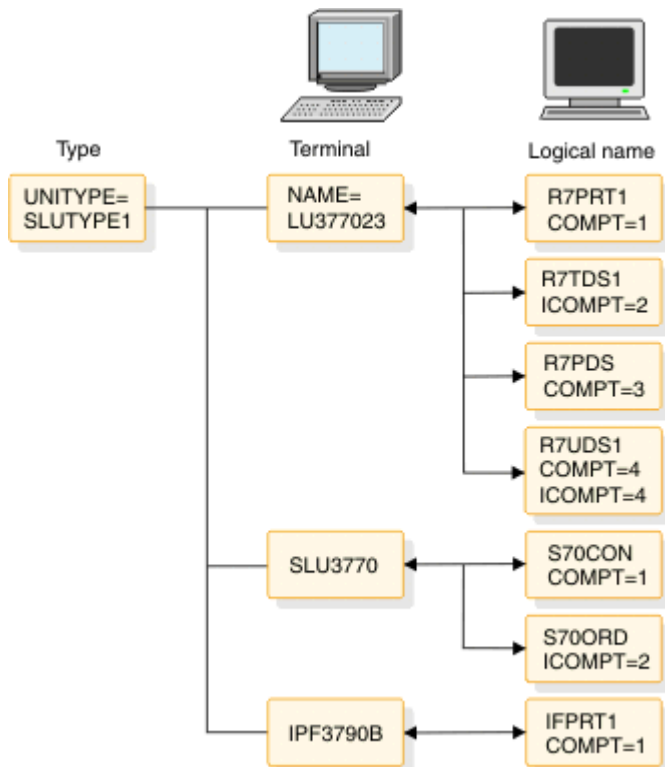 Type
Terminal
Logical name
UNITYPE=
SLUTYPE1
NAME=
LU377023
R7PRT1
COMPT=1
R7TDS1
ICOMPT=2
R7PDS
COMPT=3
R7UDS1
COMPT=4
ICOMPT=4
SLU3770
S70CON
COMPT=1
S70ORD
ICOMPT=2
IPF3790B
IFPRT1
COMPT=1